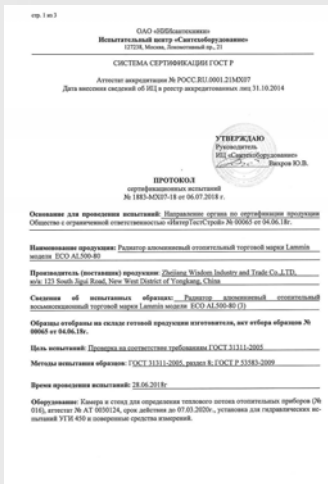 стр. 1 из 3
ОАО «НИИсантехники»
Испытательный центр «Сантехоборудование»
127238, Москва, Локомотивный пр., 21
СИСТЕМА СЕРТИФИКАЦИИ ГОСТ Р
Аттестат аккредитации № РОСС.RU.0001.21МХ07
Дата внесения сведений об ИЦ в реестр аккредитованных лиц 31.10.2014
УТВЕРЖДАЮ
Руководитель
ИЦ «Сантехоборудование»
Вихров Ю.В.
ПРОТОКОЛ
сертификационных испытаний
№ 1883-МХ07-18 от 06.07.2018 г.
Основание для проведения испытаний: Направление органа по сертификации продукции
Общество с ограниченной ответственностью «ИнтерТестСтрой» № 00065 от 04.06.18г.
Наименование продукции: Радиатор алюминиевый отопительный торговой марки Lammin
модели ECO AL500-80
Производитель (поставщик) продукции: Zhejiang Wisdom Industry and Trade Co.,LTD,
м/п: 123 South Jigui Road, New West District of Yongkang, China
Сведения об испытанных образцах: Радиатор алюминиевый отопительный
восьмисекционный торговой марки Lammin модели ECO AL500-80 (3)
Образцы отобраны на складе готовой продукции изготовителя, акт отбора образцов №
00065 от 04.06.18г.
Цель испытаний: Проверка на соответствие требованиям ГОСТ 31311-2005
Методы испытания образцов: ГОСТ 31311-2005, раздел 8; ГОСТ Р 53583-2009
Время проведения испытаний: 28.06.2018г
Оборудование: Камера и стенд для определения теплового потока отопительных приборов (№
016), аттестат № АТ 0050124, срок действия до 07.03.2020г., установка для гидравлических ис-
пытаний УГИ 450 и поверенные средства измерений.